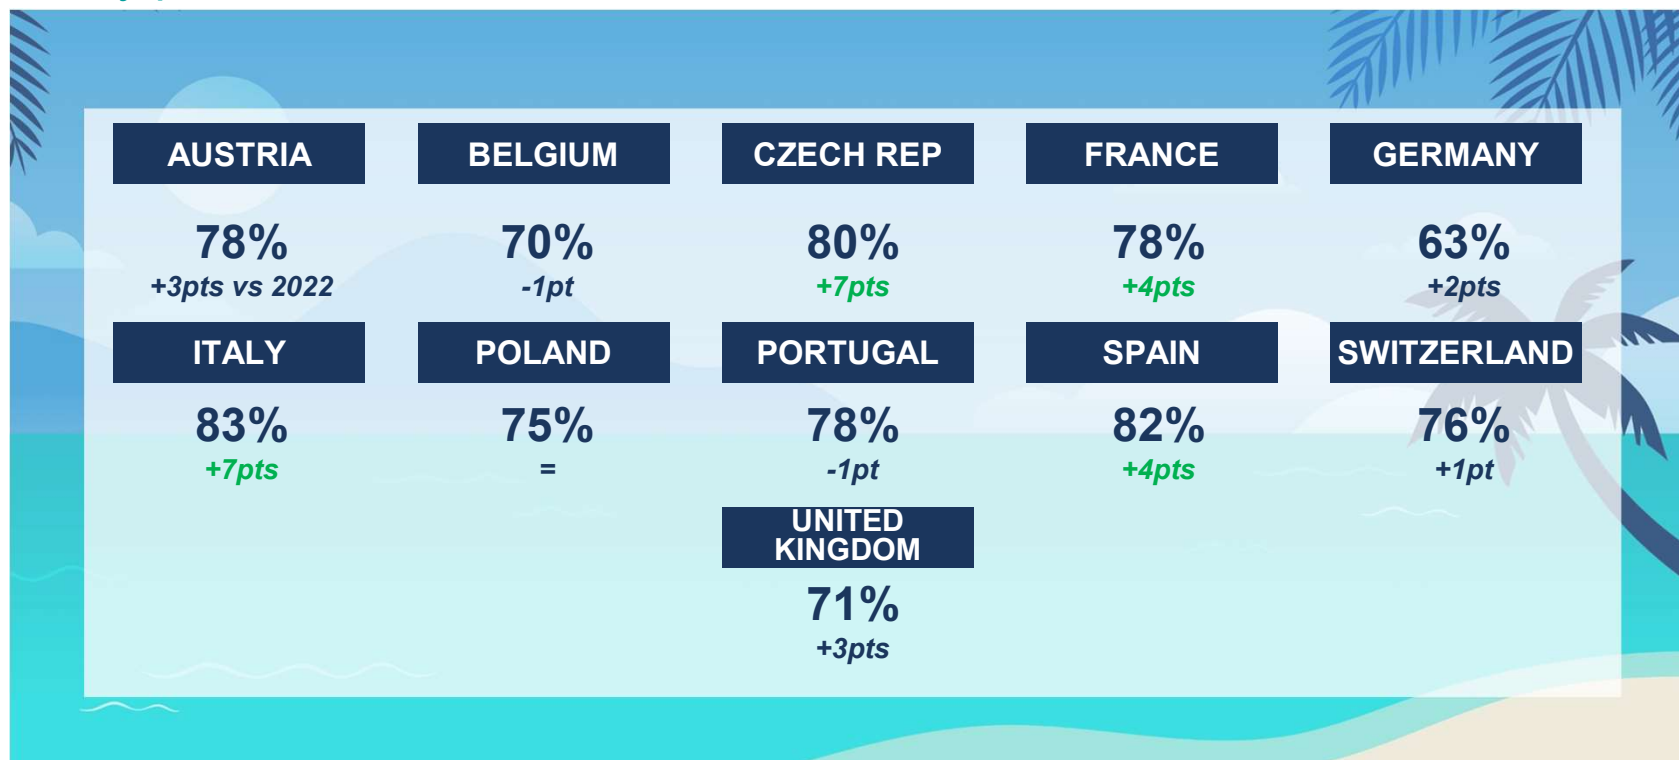 AUSTRIA
BELGIUM
CZECH REP
FRANCE
GERMANY
78%
70%
80%
78%
63%
+3pts vs 2022
-1pt
+7pts
+4pts
+2pts
ITALY
POLAND
PORTUGAL
SPAIN
SWITZERLAND
83%
75%
78%
82%
76%
+7pts
=
-1pt
+4pts
+1pt
UNITED
KINGDOM
71%
+3pts